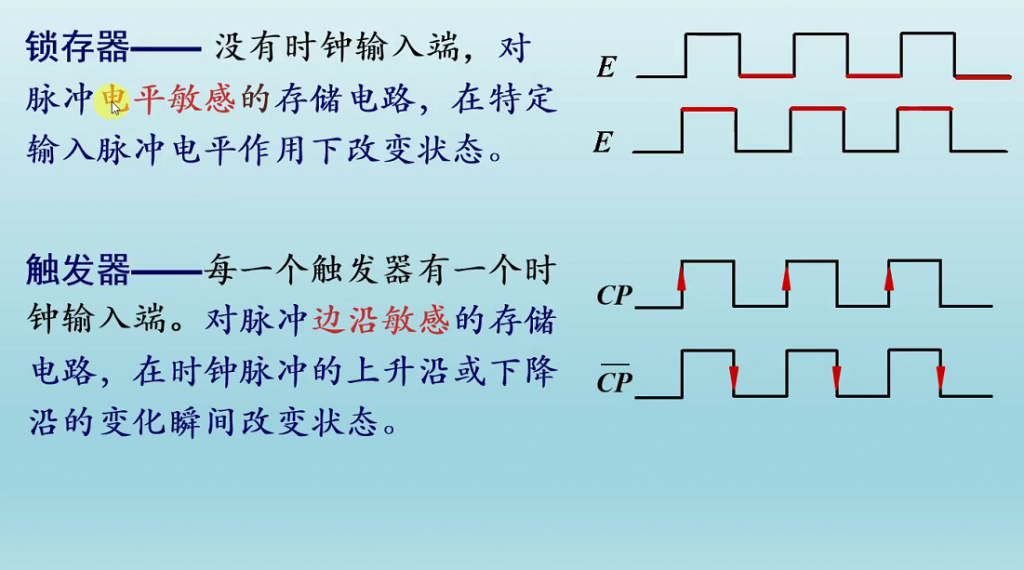 锁存器—— 没有时钟输入端，对
脉冲电平敏感的存储电路，在特定
输入脉冲电平作用下改变状态。
E
E
触发器——每一个触发器有一个时
钟输入端。对脉冲边沿敏感的存储
电路，在时钟脉冲的上升沿或下降
沿的变化瞬间改变状态。
CP
C̅P̅